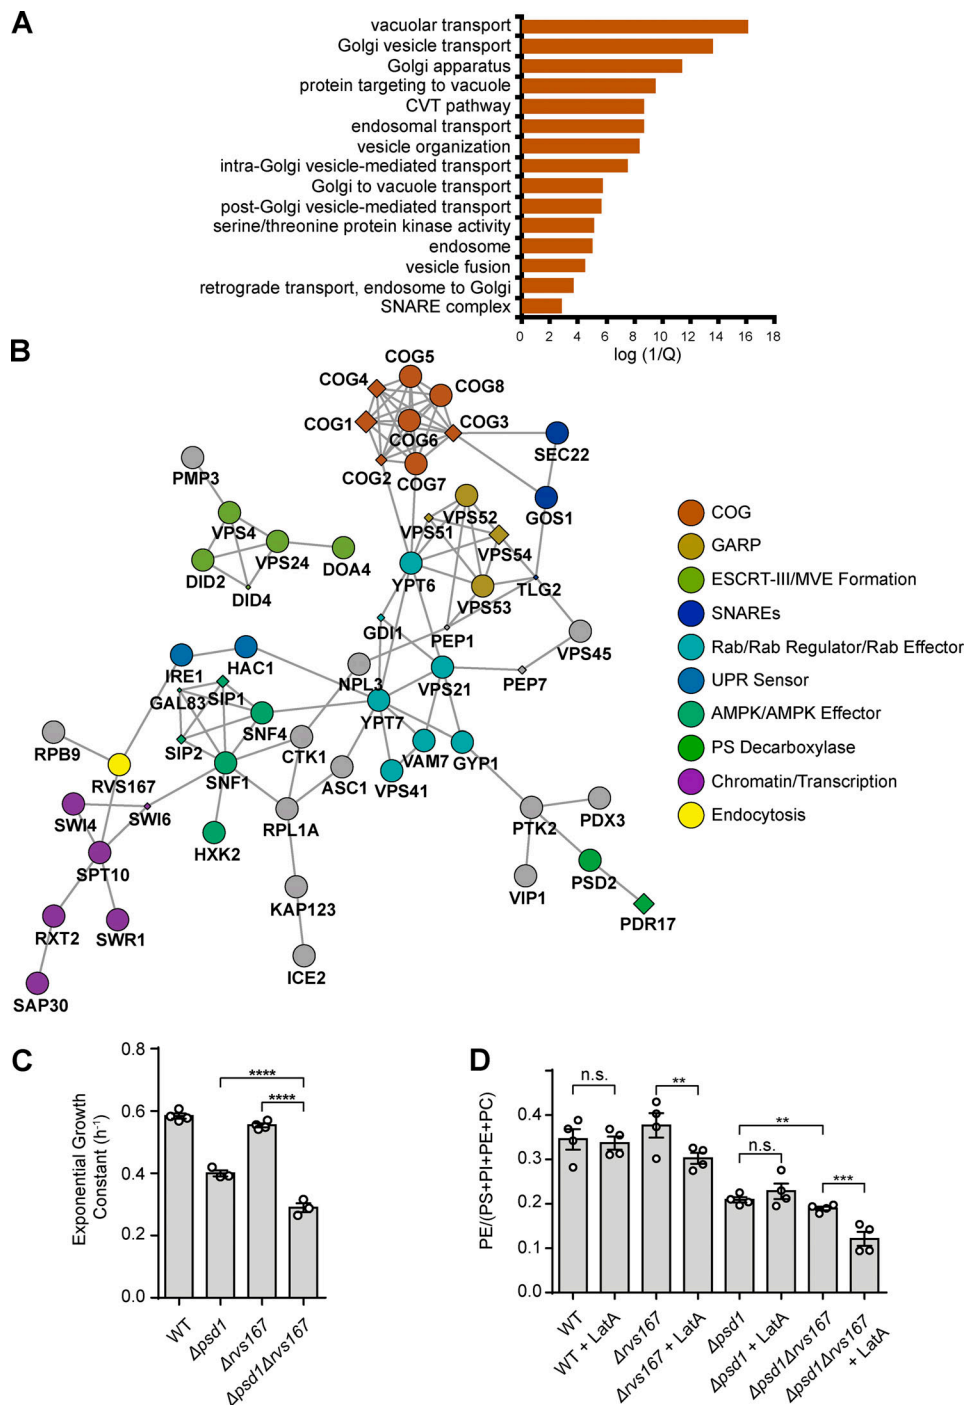 A
vacuolar transport
Golgi vesicle transport
Golgi apparatus
protein targeting to vacuole
CVT pathway
endosomal transport
vesicle organization
intra-Golgi vesicle-mediated transport
Golgi to vacuole transport
post-Golgi vesicle-mediated transport
serine/threonine protein kinase activity
endosome
vesicle fusion
retrograde transport, endosome to Golgi
SNARE complex
0 2 4 6 8 10 12 14 16 18
log (1/Q)
B
COG5
COG4
COG8
COG1
COG3
COG6
COG2
COG7
SEC22
GOS1
PMP3
VPS4
VPS24
DID2
DOA4
DID4
VPS52
VPS51
VPS54
YPT6
VPS53
TLG2
GDI1
PEP1
VPS45
HAC1
IRE1
NPL3
VPS21
PEP7
GAL83
SIP1
SNF4
YPT7
SIP2
CTK1
VAM7
GYP1
RPB9
RVS167
SNF1
ASC1
VPS41
SWI4
SWI6
HXK2
RPL1A
PTK2
PDX3
SPT10
VIP1
PSD2
KAP123
PDR17
RXT2
SWR1
ICE2
SAP30
COG
GARP
ESCRT-III/MVE Formation
SNAREs
Rab/Rab Regulator/Rab Effector
UPR Sensor
AMPK/AMPK Effector
PS Decarboxylase
Chromatin/Transcription
Endocytosis
C
Exponential Growth
Constant (h⁻¹)
0.8
0.6
0.4
0.2
0.0
****
****
WT
Δpsd1
Δrvs167
Δpsd1Δrvs167
D
PE/(PS+PI+PE+PC)
0.4
0.3
0.2
0.1
0.0
n.s.
**
**
n.s.
***
WT
WT + LatA
Δrvs167
Δrvs167 + LatA
Δpsd1
Δpsd1 + LatA
Δpsd1Δrvs167
Δpsd1Δrvs167
+ LatA